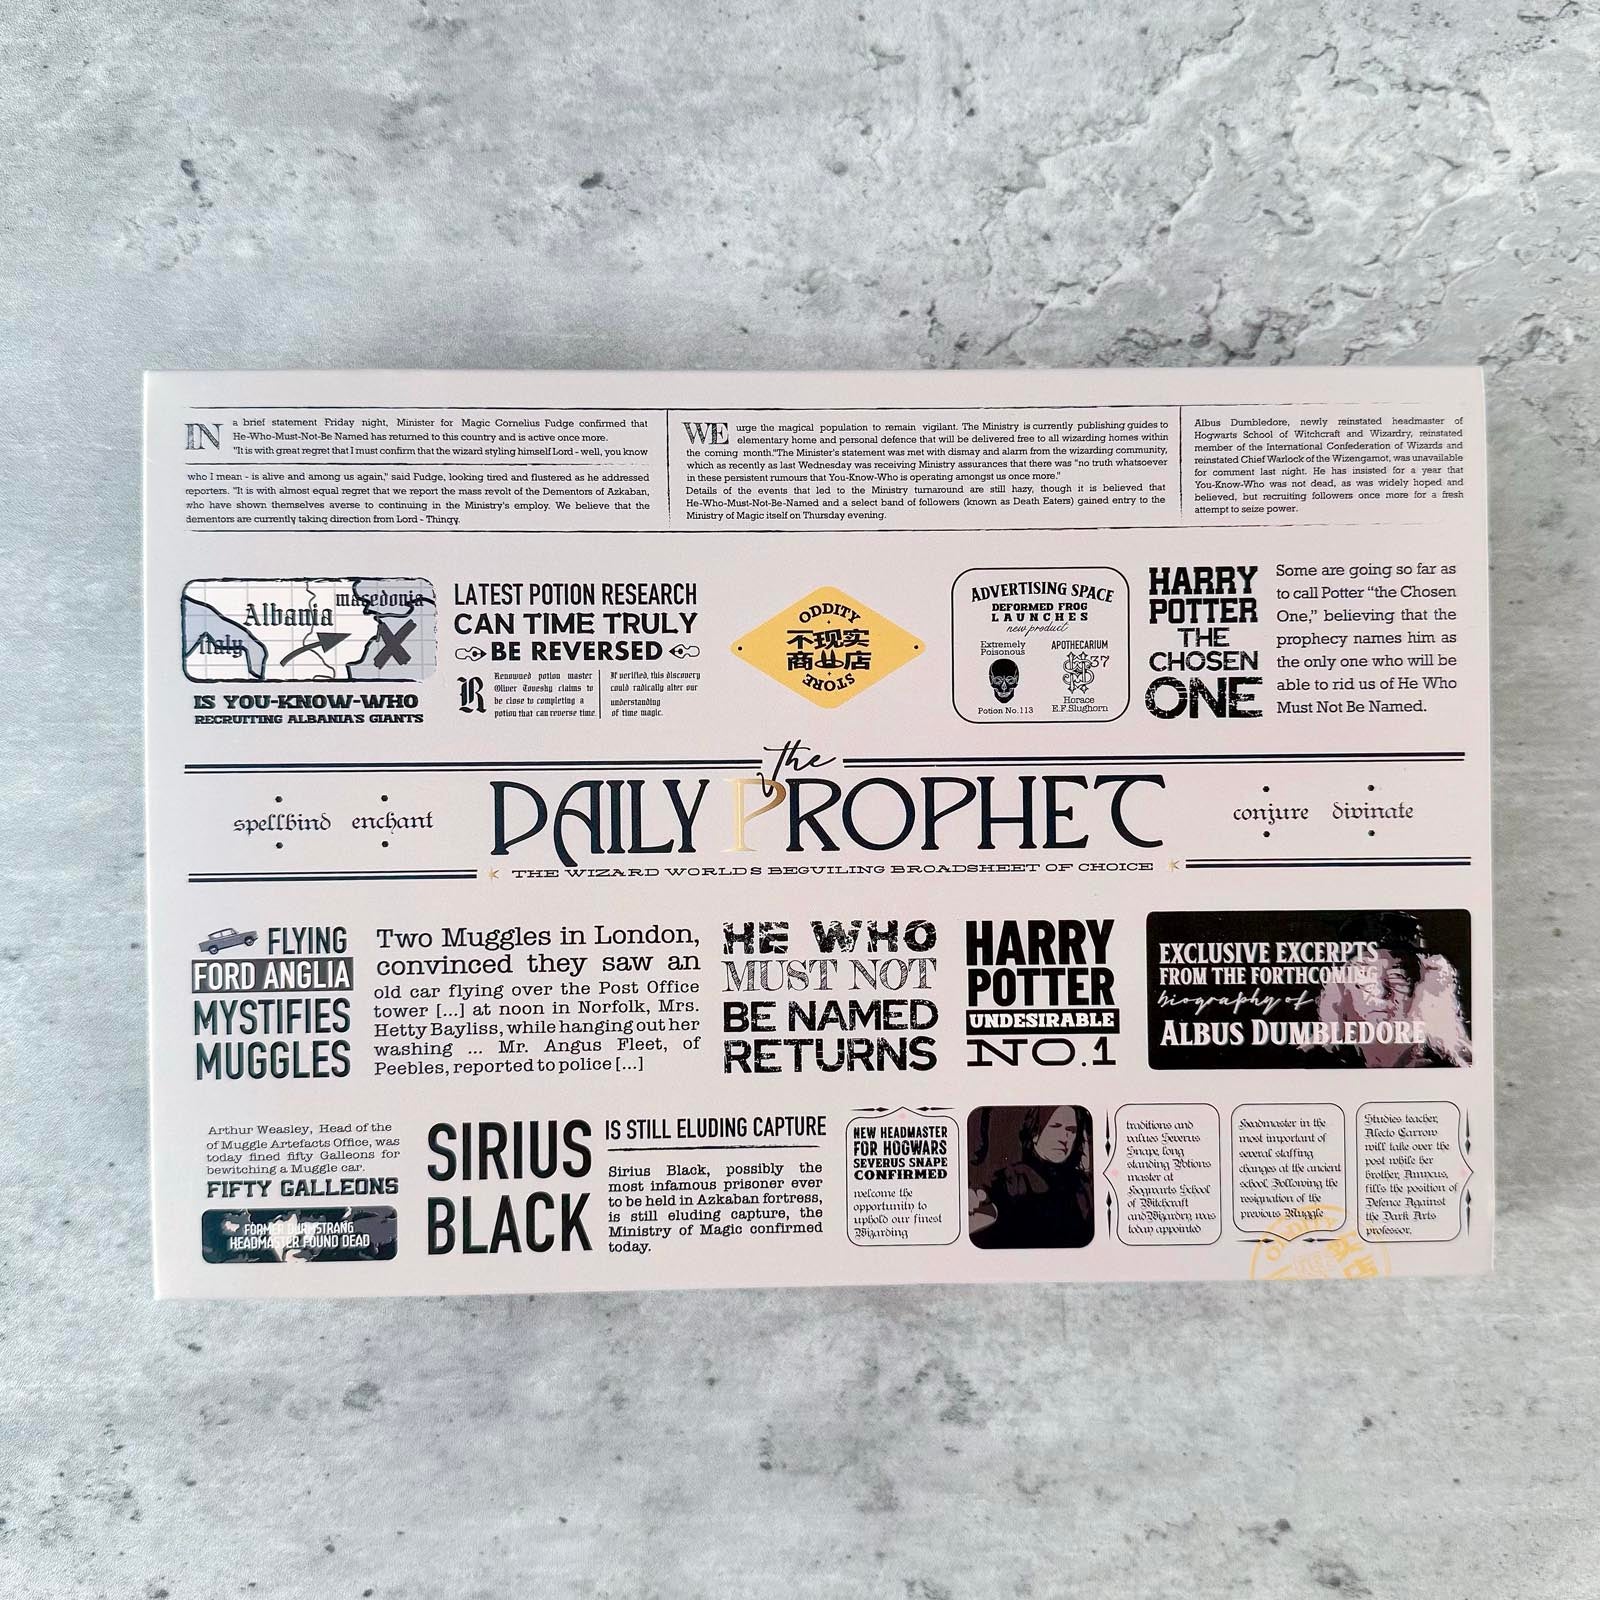 IN a brief statement Friday night, Minister for Magic Cornelius Fudge confirmed that
He-Who-Must-Not-Be Named has returned to this country and is active once more.
"It is with great regret that I must confirm that the wizard styling himself Lord - well, you know
who I mean - is alive and among us again," said Fudge, looking tired and flustered as he addressed
reporters. "It is with almost equal regret that we report the mass revolt of the Dementors of Azkaban,
who have shown themselves averse to continuing in the Ministry's employ. We believe that the
dementors are currently taking direction from Lord - Thingy.
WE urge the magical population to remain vigilant. The Ministry is currently publishing guides to
elementary home and personal defence that will be delivered free to all wizarding homes within
the coming month."The Minister's statement was met with dismay and alarm from the wizarding community,
which as recently as last Wednesday was receiving Ministry assurances that there was "no truth whatsoever
in these persistent rumours that You-Know-Who is operating amongst us once more."
Details of the events that led to the Ministry turnaround are still hazy, though it is believed that
He-Who-Must-Not-Be-Named and a select band of followers (known as Death Eaters) gained entry to the
Ministry of Magic itself on Thursday evening.
Albus Dumbledore, newly reinstated headmaster of
Hogwarts School of Witchcraft and Wizardry, reinstated
member of the International Confederation of Wizards and
reinstated Chief Warlock of the Wizengamot, was unavailable
for comment last night. He has insisted for a year that
You-Know-Who was not dead, as was widely hoped and
believed, but recruiting followers once more for a fresh
attempt to seize power.
Albania
macedonia
Italy
IS YOU-KNOW-WHO
RECRUITING ALBANIA'S GIANTS
LATEST POTION RESEARCH
CAN TIME TRULY
BE REVERSED
R Renowned potion master
Oliver Tovesky claims to
be close to completing a
potion that can reverse time
If verified, this discovery
could radically alter our
understanding
of time magic.
ODDITY
不现实
商店
STORE
ADVERTISING SPACE
DEFORMED FROG
LAUNCHES
new product
Extremely
Poisonous
Potion No.113
APOTHECARIUM
37
Horace
E.F.Slughorn
HARRY
POTTER
THE
CHOSEN
ONE
Some are going so far as
to call Potter "the Chosen
One," believing that the
prophecy names him as
the only one who will be
able to rid us of He Who
Must Not Be Named.
the
DAILY PROPHET
spellbind enchant
conjure divinate
THE WIZARD WORLDS BEGUILING BROADSHEET OF CHOICE
FLYING
FORD ANGLIA
MYSTIFIES
MUGGLES
Two Muggles in London,
convinced they saw an
old car flying over the Post Office
tower [...] at noon in Norfolk, Mrs.
Hetty Bayliss, while hanging out her
washing ... Mr. Angus Fleet, of
Peebles, reported to police [...]
HE WHO
MUST NOT
BE NAMED
RETURNS
HARRY
POTTER
UNDESIRABLE
NO.1
EXCLUSIVE EXCERPTS
FROM THE FORTHCOMING
biography of
ALBUS DUMBLEDORE
Arthur Weasley, Head of the
of Muggle Artefacts Office, was
today fined fifty Galleons for
bewitching a Muggle car.
FIFTY GALLEONS
FORMER DURMSTRANG
HEADMASTER FOUND DEAD
SIRIUS
BLACK
IS STILL ELUDING CAPTURE
Sirius Black, possibly the
most infamous prisoner ever
to be held in Azkaban fortress,
is still eluding capture, the
Ministry of Magic confirmed
today.
NEW HEADMASTER
FOR HOGWARS
SEVERUS SNAPE
CONFIRMED
welcome the
opportunity to
uphold our finest
Wizarding
traditions and
values Severus
Snape, long
standing Potions
master at
Hogwarts School
of Witchcraft
and Wizardry, was
today appointed
headmaster in the
most important of
several staffing
changes at the ancient
school. Following the
resignation of the
previous Muggle
Studies teacher,
Alecto Carrow
will take over the
post while her
brother, Amycus,
fills the position of
Defence Against
the Dark Arts
professor.
ODDITY